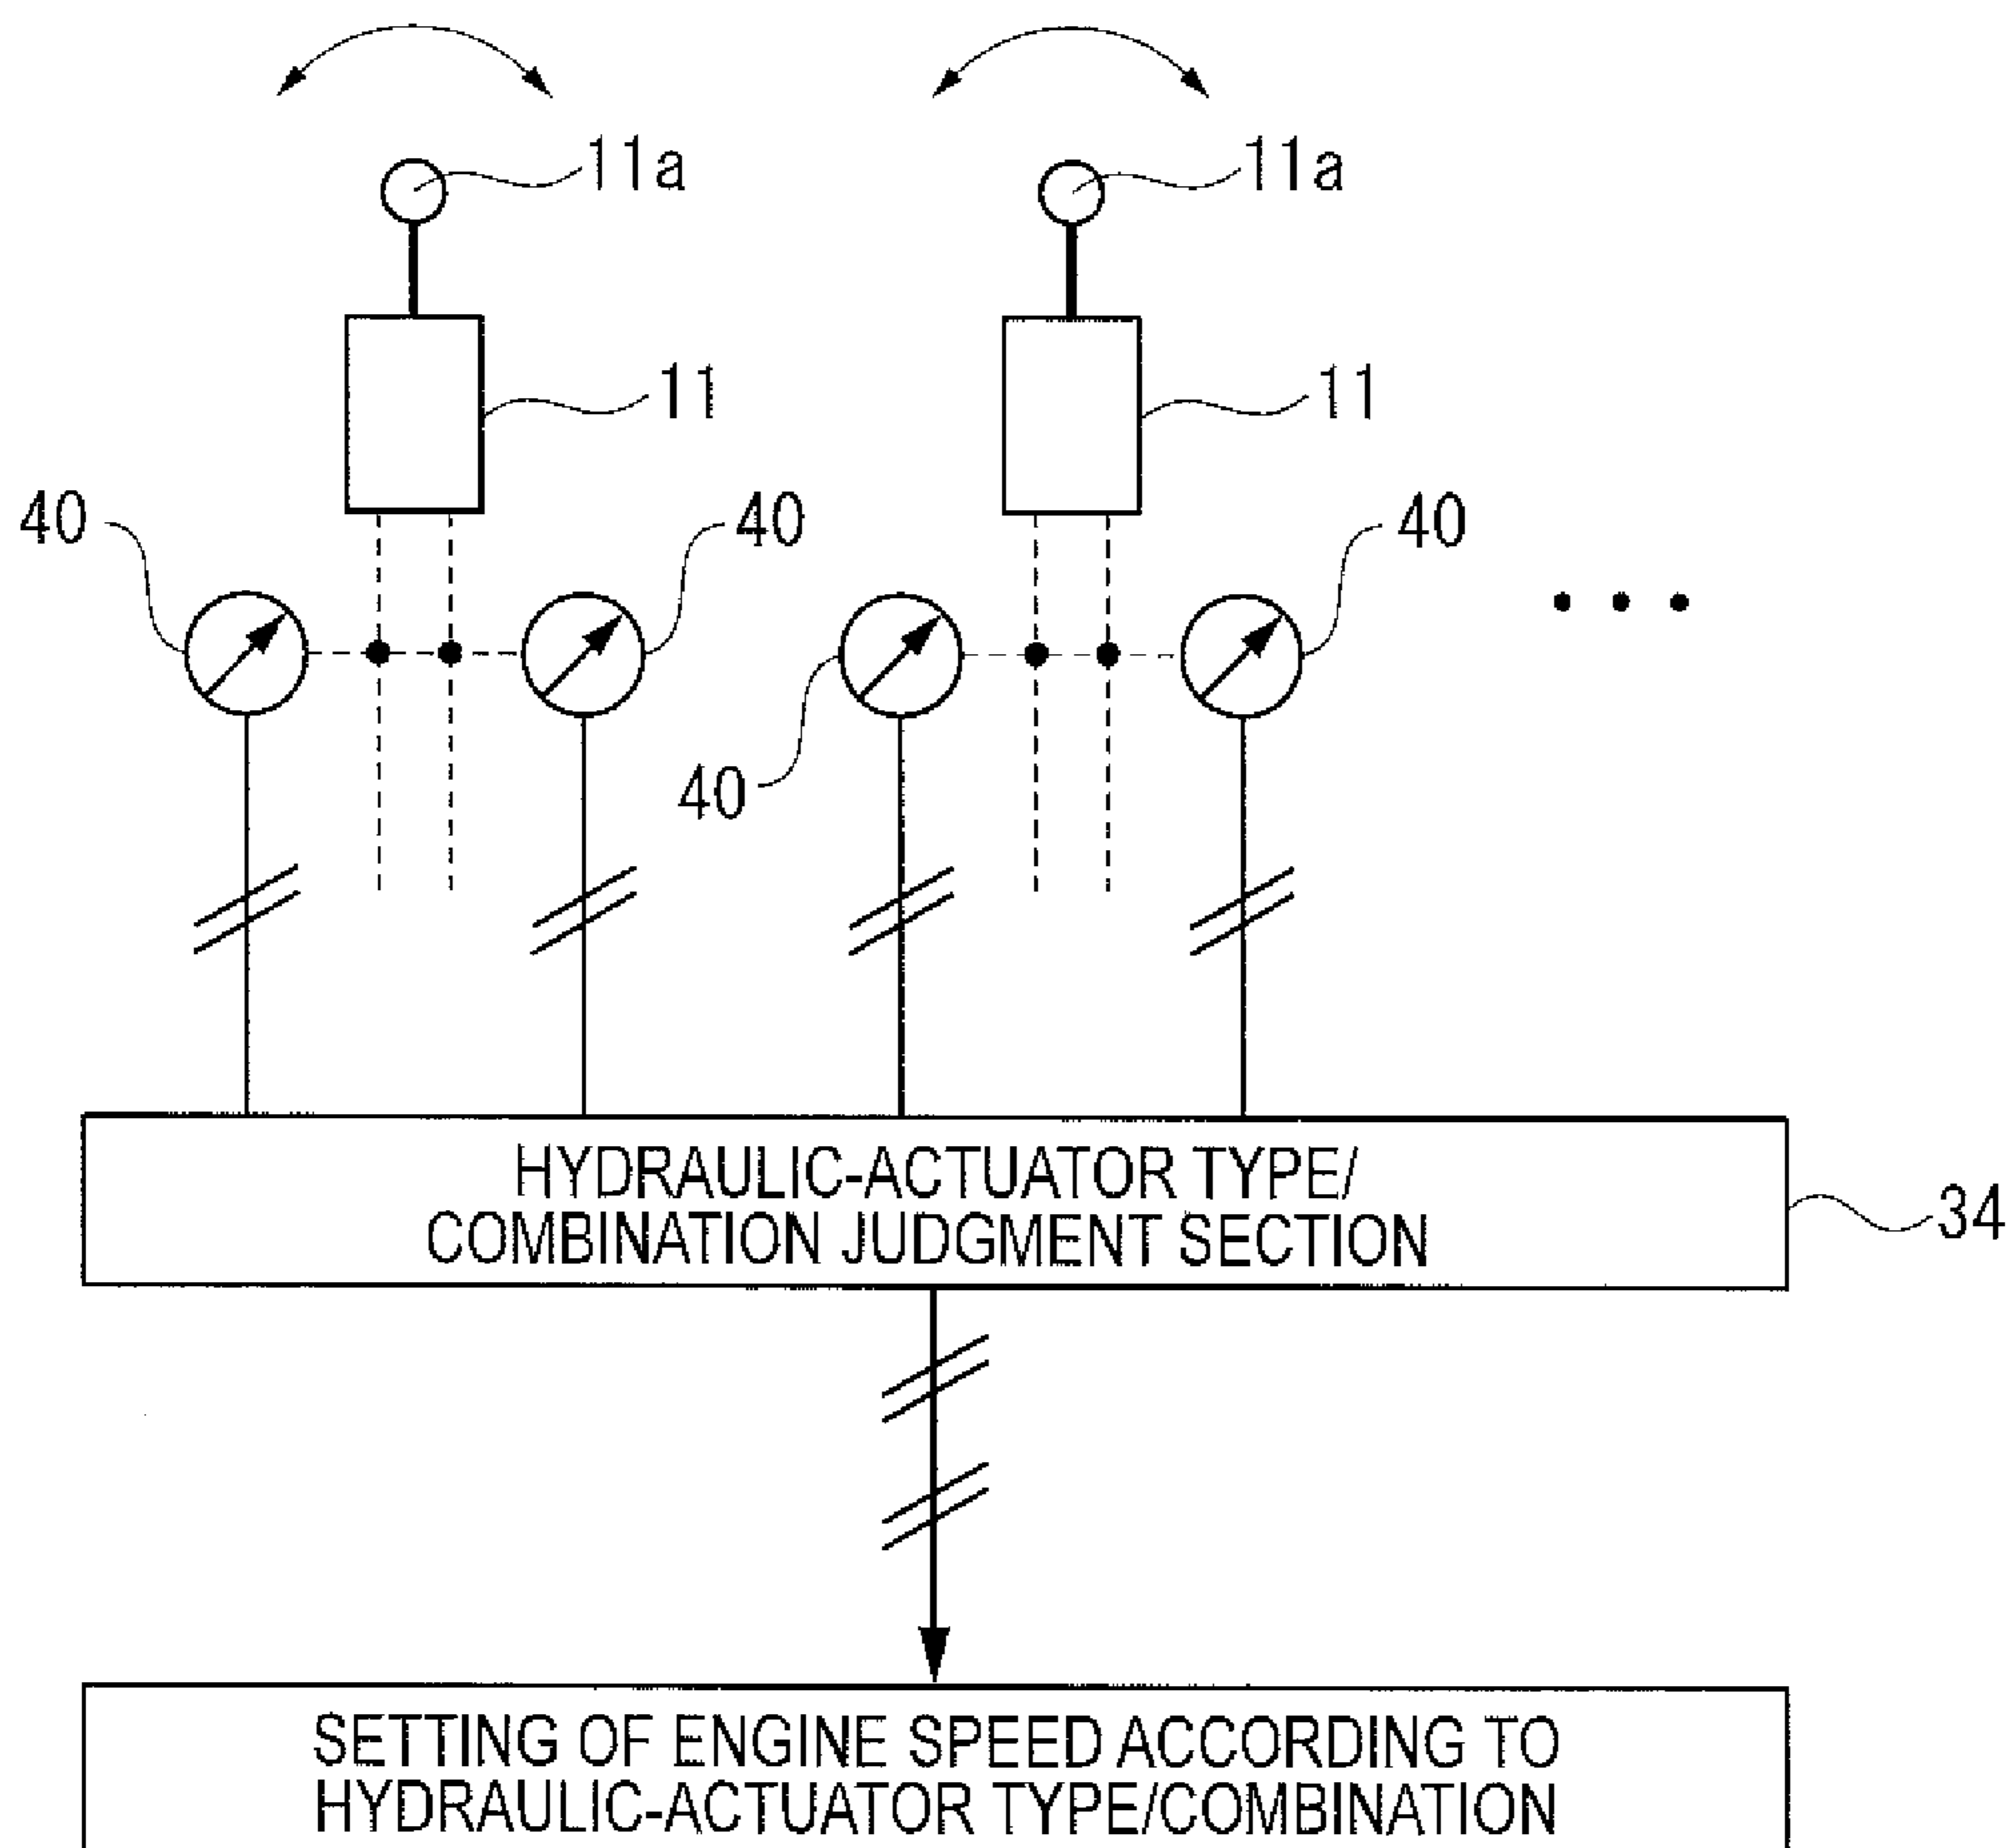 11a
11a
11
11
40
40
40
40
HYDRAULIC-ACTUATOR TYPE/
COMBINATION JUDGMENT SECTION
34
SETTING OF ENGINE SPEED ACCORDING TO
HYDRAULIC-ACTUATOR TYPE/COMBINATION